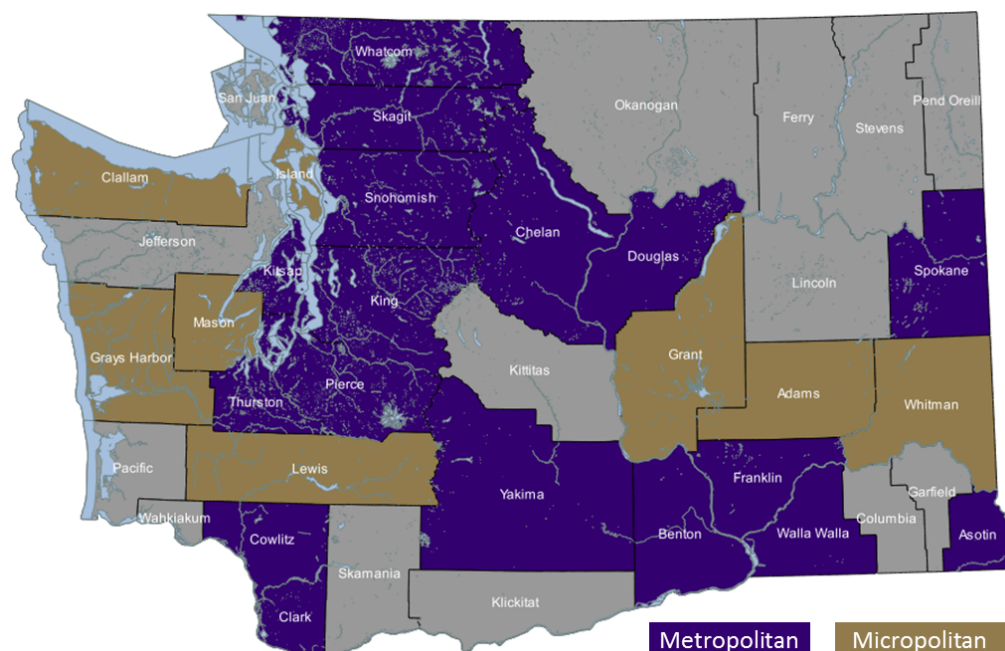 Whatcom
San Juan
Skagit
Okanogan
Ferry
Stevens
Pend Oreill
Clallam
Island
Snohomish
Jefferson
Chelan
Douglas
Kitsap
King
Lincoln
Spokane
Mason
Grays Harbor
Grant
Kittitas
Pierce
Thurston
Adams
Whitman
Pacific
Lewis
Yakima
Franklin
Garfield
Wahkiakum
Columbia
Cowlitz
Benton
Walla Walla
Asotin
Skamania
Klickitat
Clark
Metropolitan
Micropolitan